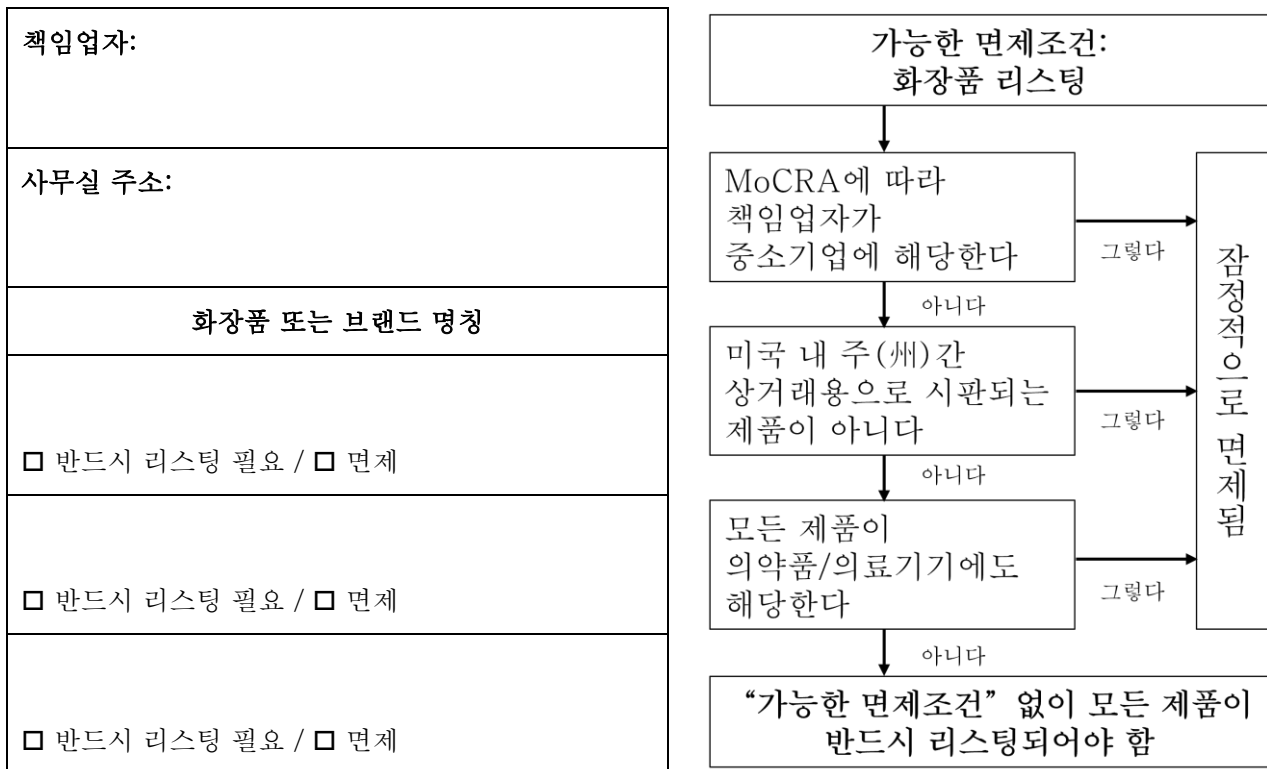 책임업자:
사무실 주소:
화장품 또는 브랜드 명칭
□ 반드시 리스팅 필요 / □ 면제
□ 반드시 리스팅 필요 / □ 면제
□ 반드시 리스팅 필요 / □ 면제
가능한 면제조건:
화장품 리스팅
MoCRA에 따라
책임업자가
중소기업에 해당한다
그렇다
아니다
미국 내 주(州)간
상거래용으로 시판되는
제품이 아니다
그렇다
아니다
모든 제품이
의약품/의료기기에도
해당한다
그렇다
아니다
잠정적으로 면제됨
“가능한 면제조건” 없이 모든 제품이
반드시 리스팅되어야 함